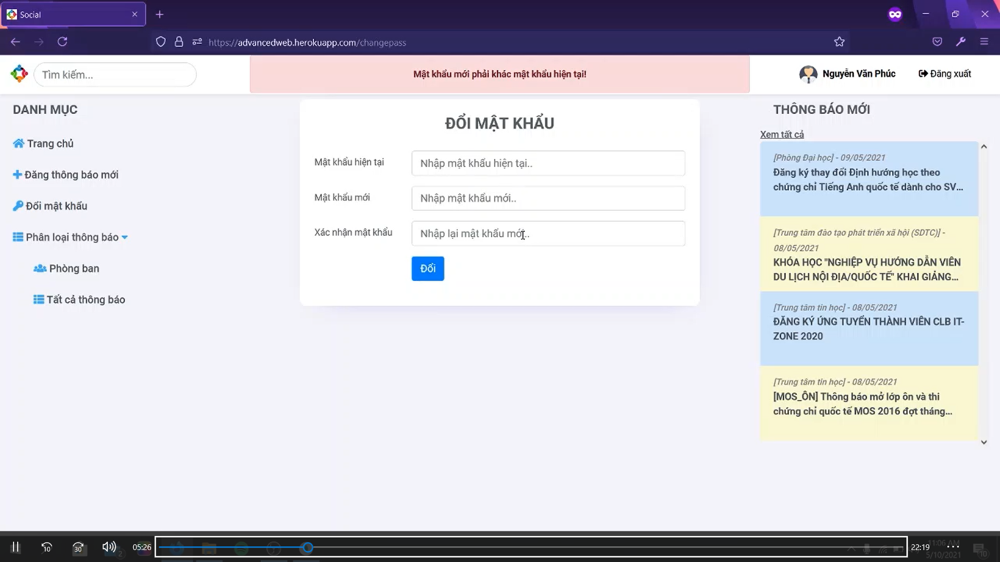 Social
https://advancedweb.herokuapp.com/changepass
Tìm kiếm...
Mật khẩu mới phải khác mật khẩu hiện tại!
Nguyễn Văn Phúc
Đăng xuất
DANH MỤC
Trang chủ
Đăng thông báo mới
Đổi mật khẩu
Phân loại thông báo
Phòng ban
Tất cả thông báo
ĐỔI MẬT KHẨU
Mật khẩu hiện tại
Nhập mật khẩu hiện tại..
Mật khẩu mới
Nhập mật khẩu mới..
Xác nhận mật khẩu
Nhập lại mật khẩu mới..
Đổi
THÔNG BÁO MỚI
Xem tất cả
[Phòng Đại học] - 09/05/2021
Đăng ký thay đổi Định hướng học theo
chứng chỉ Tiếng Anh quốc tế dành cho SV...
[Trung tâm đào tạo phát triển xã hội (SDTC)] -
08/05/2021
KHÓA HỌC "NGHIỆP VỤ HƯỚNG DẪN VIÊN
DU LỊCH NỘI ĐỊA/QUỐC TẾ" KHAI GIẢNG...
[Trung tâm tin học] - 08/05/2021
ĐĂNG KÝ ỨNG TUYỂN THÀNH VIÊN CLB IT-
ZONE 2020
[Trung tâm tin học] - 08/05/2021
[MOS_ÔN] Thông báo mở lớp ôn và thi
chứng chỉ quốc tế MOS 2016 đợt tháng...
10
30
2
05:26
22:19
11:06 AM
5/10/2021
10